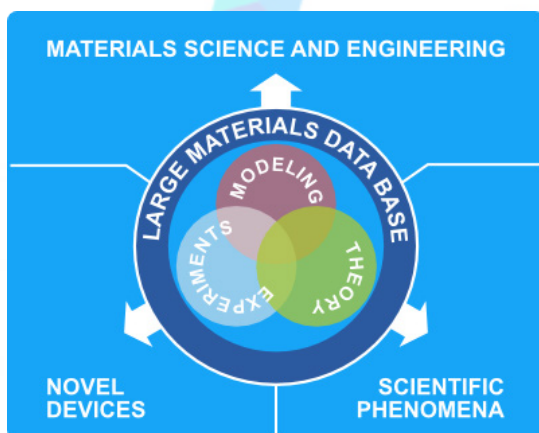 MATERIALS SCIENCE AND ENGINEERING
LARGE MATERIALS DATA BASE
MODELING
EXPERIMENTS
THEORY
NOVEL
DEVICES
SCIENTIFIC
PHENOMENA